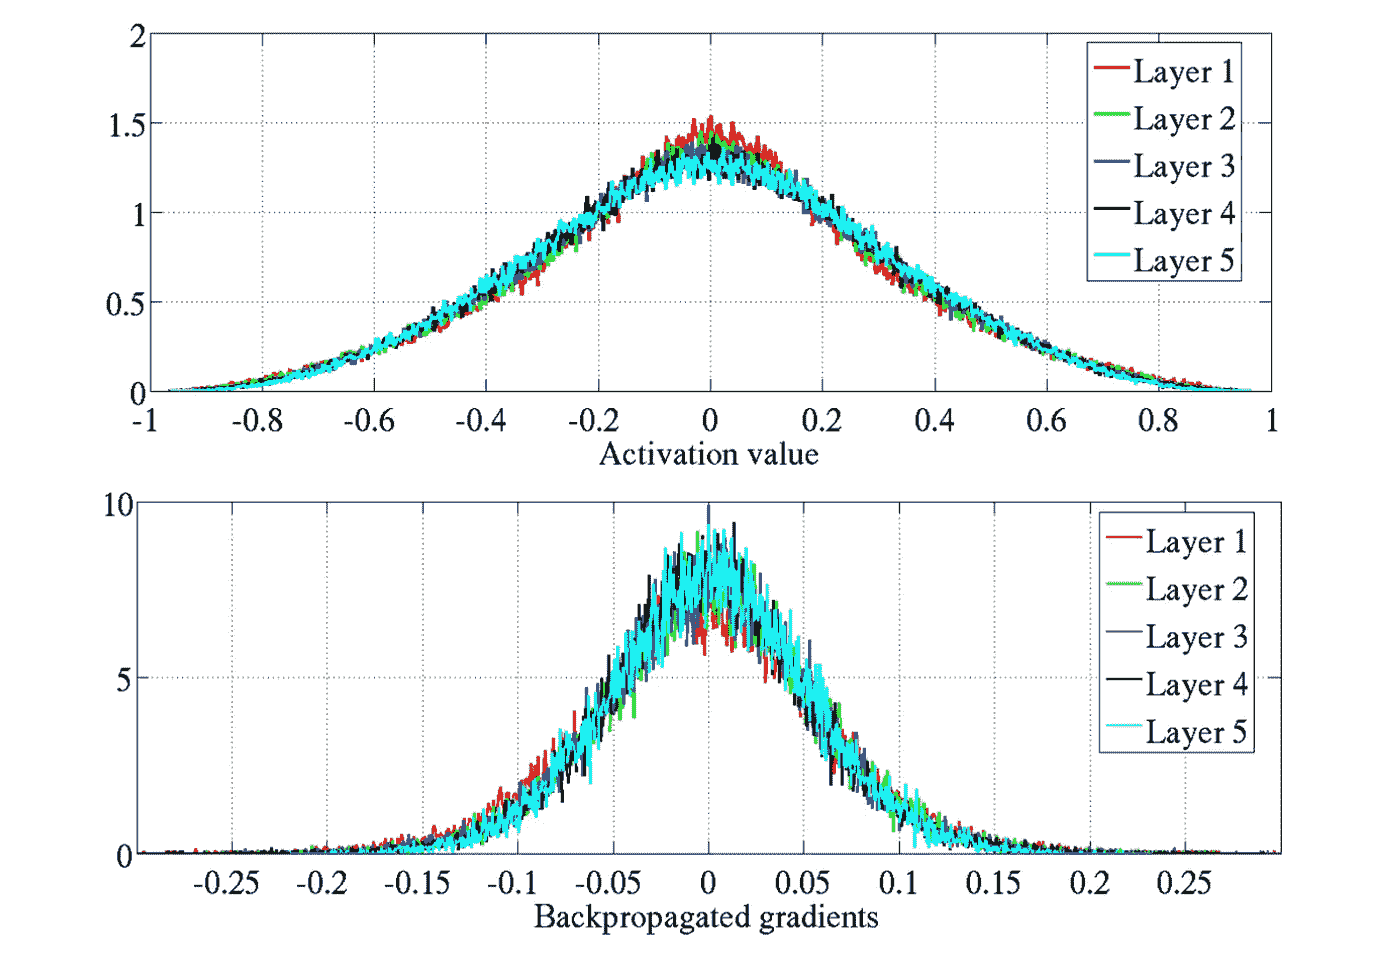 2
1.5
1
0.5
0
Layer 1
Layer 2
Layer 3
Layer 4
Layer 5
-1 -0.8 -0.6 -0.4 -0.2 0 0.2 0.4 0.6 0.8 1
Activation value
10
5
0
Layer 1
Layer 2
Layer 3
Layer 4
Layer 5
-0.25 -0.2 -0.15 -0.1 -0.05 0 0.05 0.1 0.15 0.2 0.25
Backpropagated gradients